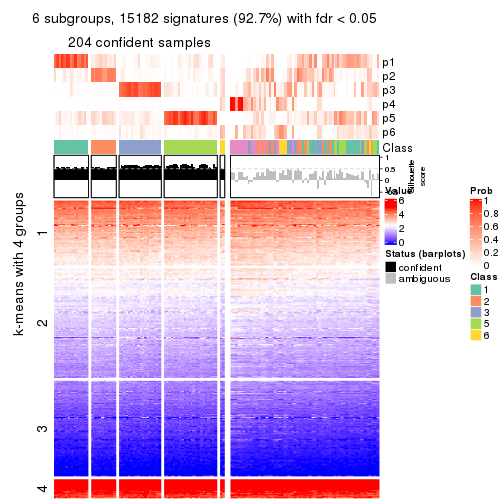 6 subgroups, 15182 signatures (92.7%) with fdr < 0.05
204 confident samples
p1
p2
p3
p4
p5
p6
Class
1
0.5
0
Silhouette
score
k-means with 4 groups
1
2
3
4
Value
6
4
2
0
Status (barplots)
confident
ambiguous
Prob
1
0.8
0.6
0.4
0.2
0
Class
1
2
3
5
6